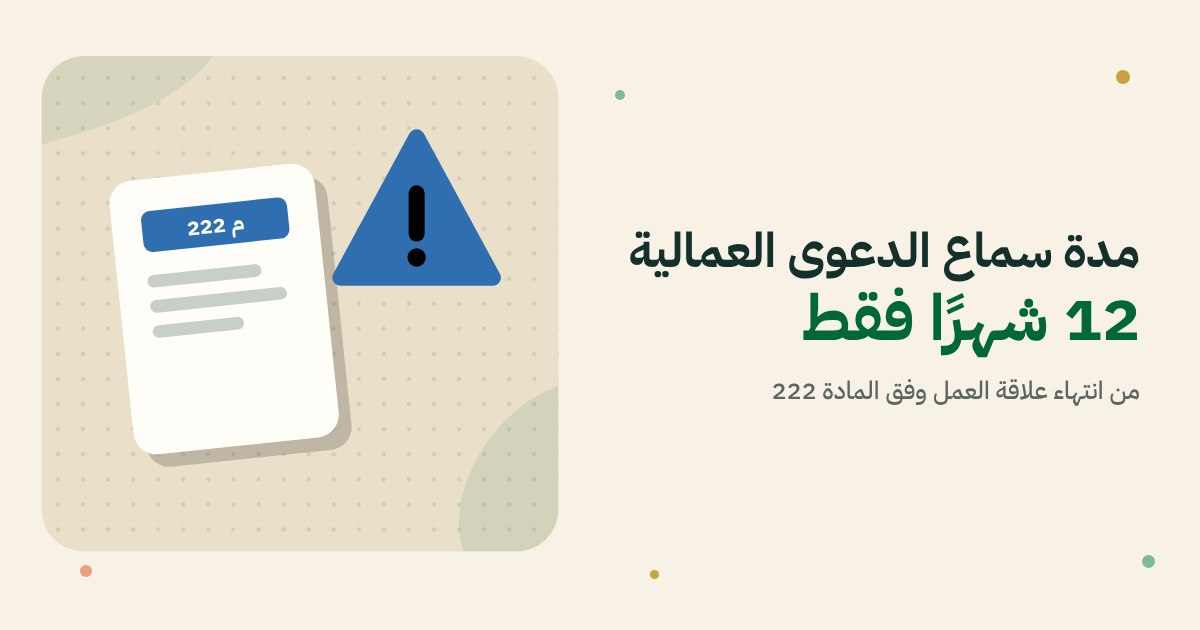 مدة سماع الدعوى العمالية
12 شهرًا فقط
من انتهاء علاقة العمل وفق المادة 222
م 222